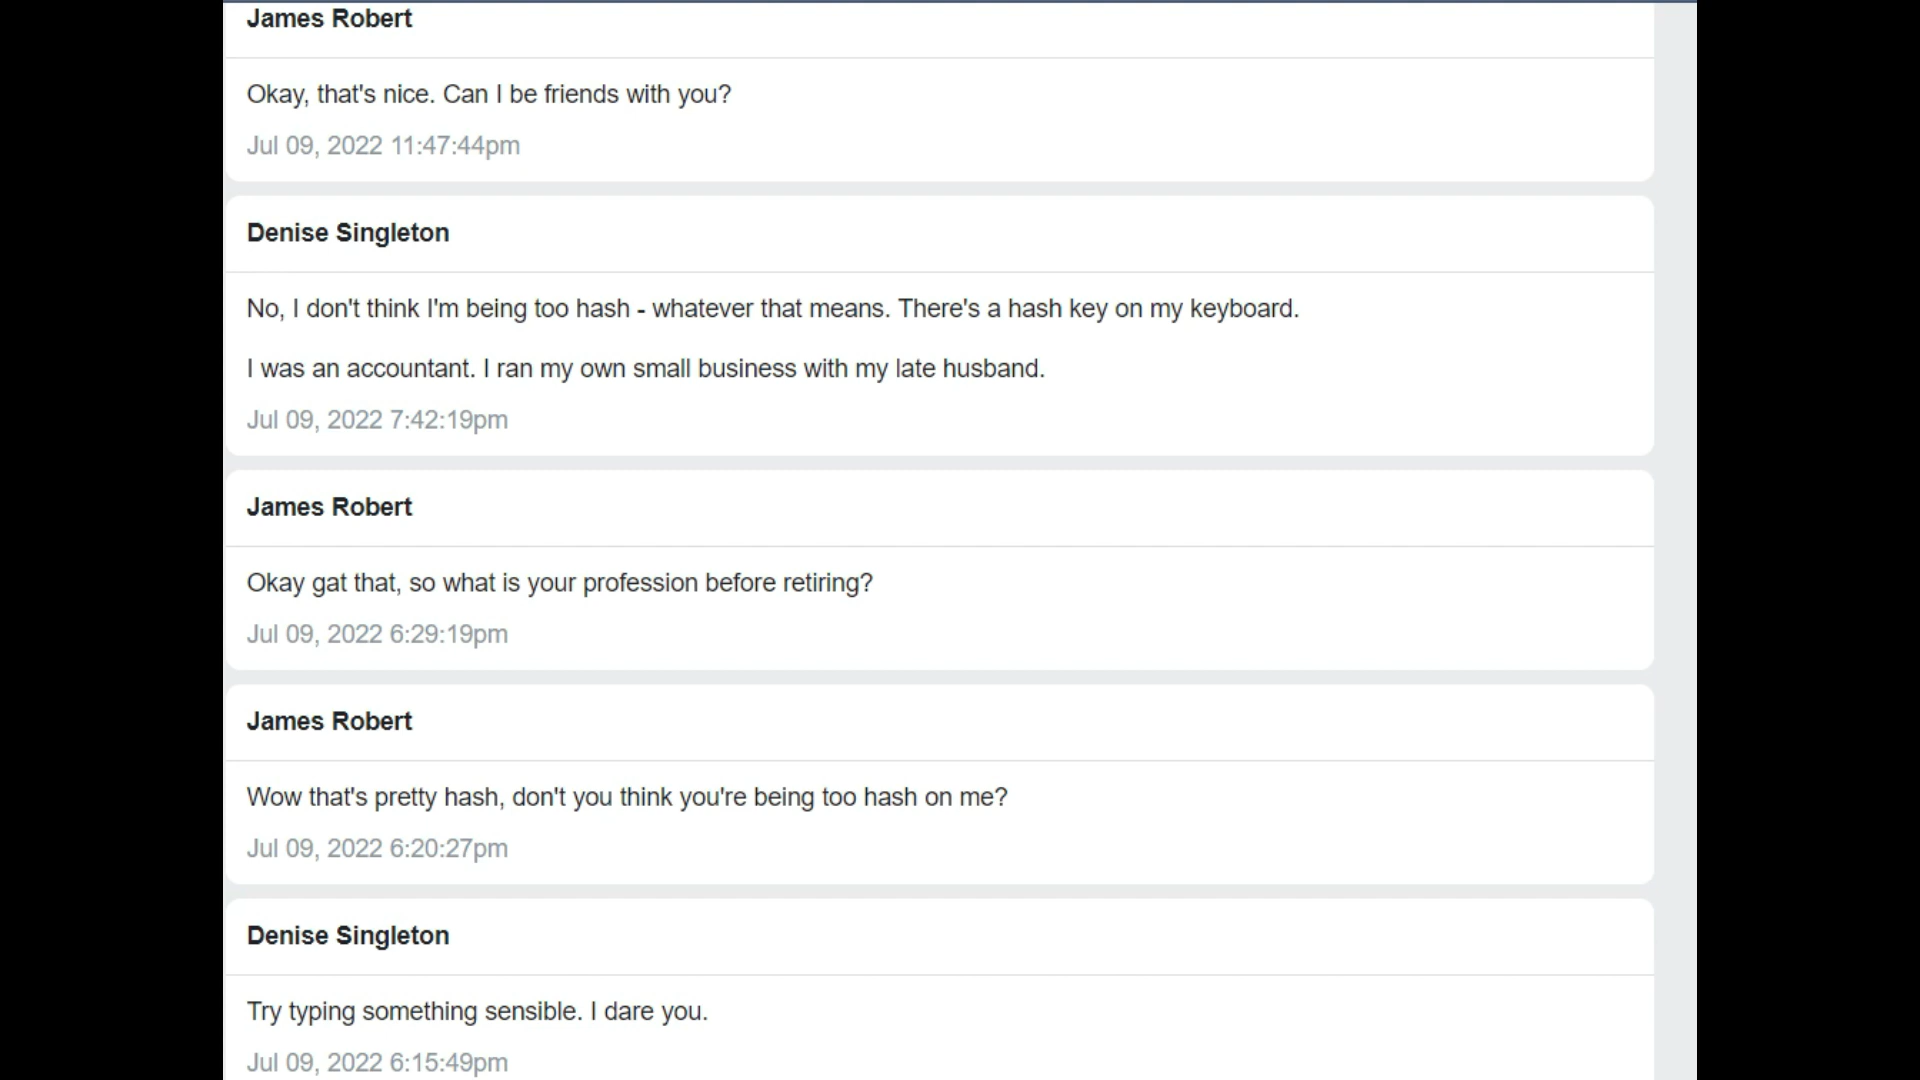 James Robert
Okay, that's nice. Can I be friends with you?
Jul 09, 2022 11:47:44pm
Denise Singleton
No, I don't think I'm being too hash - whatever that means. There's a hash key on my keyboard.
I was an accountant. I ran my own small business with my late husband.
Jul 09, 2022 7:42:19pm
James Robert
Okay gat that, so what is your profession before retiring?
Jul 09, 2022 6:29:19pm
James Robert
Wow that's pretty hash, don't you think you're being too hash on me?
Jul 09, 2022 6:20:27pm
Denise Singleton
Try typing something sensible. I dare you.
Jul 09, 2022 6:15:49pm